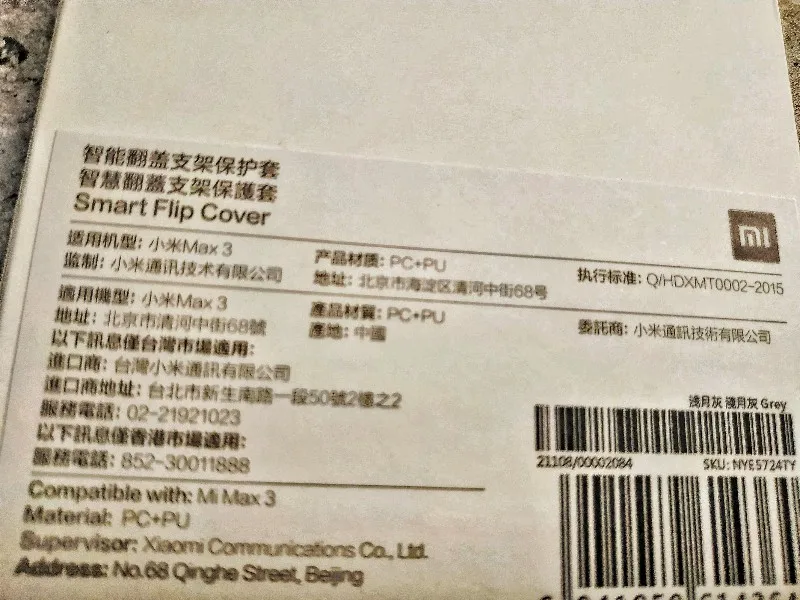 智能翻盖支架保护套
智慧翻蓋支架保護套
Smart Flip Cover
mi
适用机型: 小米Max 3
产品材质: PC+PU
执行标准: Q/HDXMT0002-2015
监制: 小米通讯技术有限公司
地址: 北京市海淀区清河中街68号
適用機型: 小米Max 3
產品材質: PC+PU
委託商: 小米通訊技術有限公司
地址: 北京市清河中街68號
產地: 中國
以下訊息僅台灣市場適用:
進口商: 台灣小米通訊有限公司
進口商地址: 台北市新生南路一段50號2樓之2
服務電話: 02-21921023
以下訊息僅香港市場適用:
服務電話: 852-30011888
浅月灰 淺月灰 Grey
21108/00002084
SKU: NYE5724TY
Compatible with: Mi Max 3
Material: PC+PU
Supervisor: Xiaomi Communications Co., Ltd.
Address: No.68 Qinghe Street, Beijing